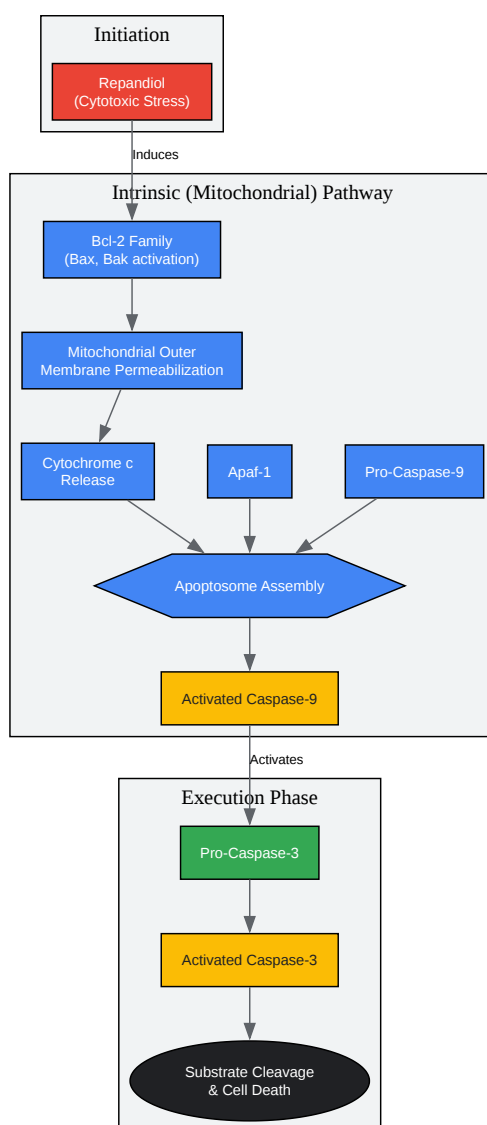 Initiation
Repandiol
(Cytotoxic Stress)
Induces
Intrinsic (Mitochondrial) Pathway
Bcl-2 Family
(Bax, Bak activation)
Mitochondrial Outer
Membrane Permeabilization
Cytochrome c
Release
Apaf-1
Pro-Caspase-9
Apoptosome Assembly
Activated Caspase-9
Activates
Execution Phase
Pro-Caspase-3
Activated Caspase-3
Substrate Cleavage
& Cell Death